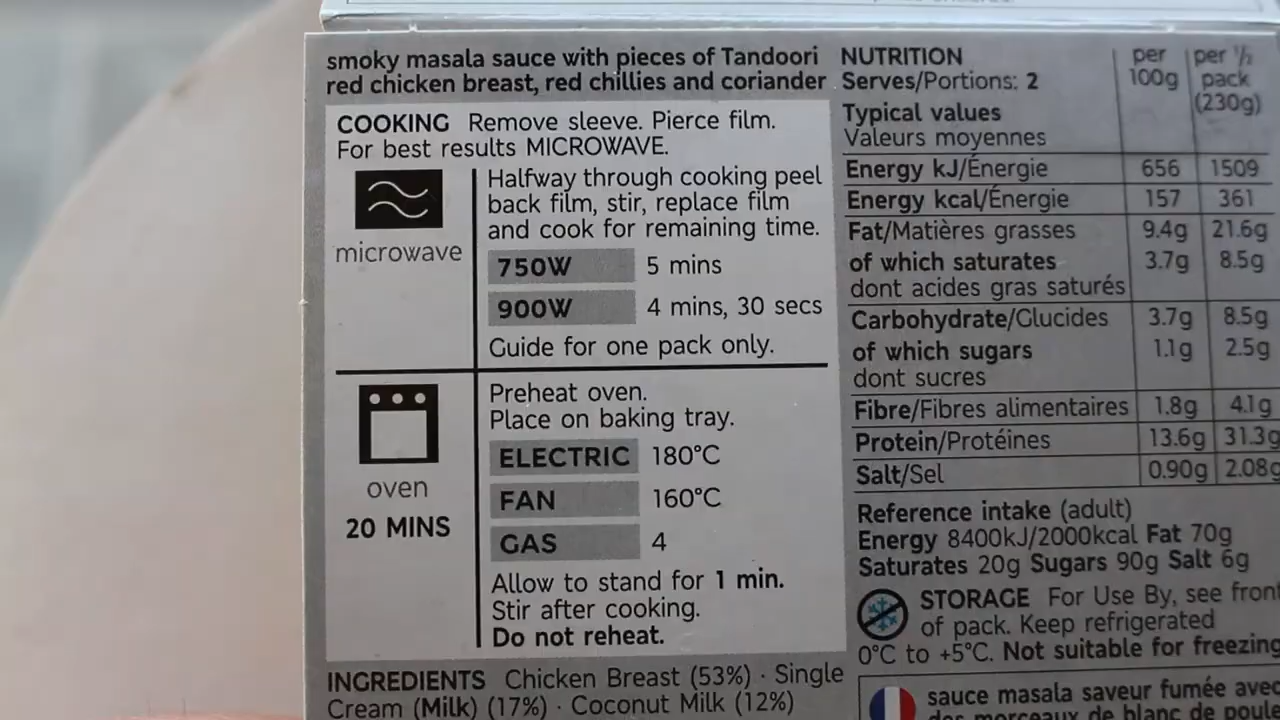 smoky masala sauce with pieces of Tandoori
red chicken breast, red chillies and coriander
COOKING Remove sleeve. Pierce film.
For best results MICROWAVE.
microwave
Halfway through cooking peel
back film, stir, replace film
and cook for remaining time.
750W 5 mins
900W 4 mins, 30 secs
Guide for one pack only.
oven
20 MINS
Preheat oven.
Place on baking tray.
ELECTRIC 180°C
FAN 160°C
GAS 4
Allow to stand for 1 min.
Stir after cooking.
Do not reheat.
INGREDIENTS Chicken Breast (53%) · Single
Cream (Milk) (17%) · Coconut Milk (12%)
NUTRITION
Serves/Portions: 2
per 100g
per ½ pack (230g)
Typical values
Valeurs moyennes
Energy kJ/Énergie 656 1509
Energy kcal/Énergie 157 361
Fat/Matières grasses 9.4g 21.6g
of which saturates 3.7g 8.5g
dont acides gras saturés
Carbohydrate/Glucides 3.7g 8.5g
of which sugars 1.1g 2.5g
dont sucres
Fibre/Fibres alimentaires 1.8g 4.1g
Protein/Protéines 13.6g 31.3g
Salt/Sel 0.90g 2.08g
Reference intake (adult)
Energy 8400kJ/2000kcal Fat 70g
Saturates 20g Sugars 90g Salt 6g
STORAGE For Use By, see front
of pack. Keep refrigerated
0°C to +5°C. Not suitable for freezing
sauce masala saveur fumée avec
des morceaux de blanc de poule